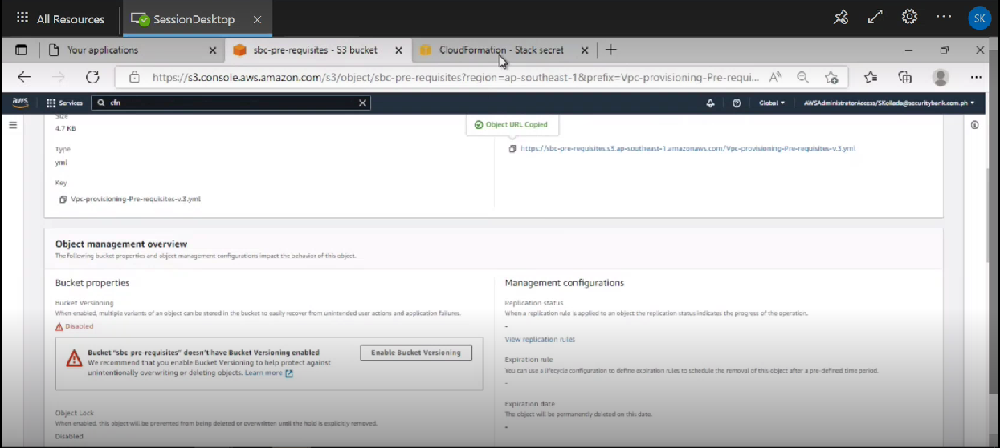 All Resources
SessionDesktop
SK
Your applications
sbc-pre-requisites - S3 bucket
CloudFormation - Stack secret
https://s3.console.aws.amazon.com/s3/object/sbc-pre-requisites?region=ap-southeast-1&prefix=Vpc-provisioning-Pre-requi...
aws
Services
cfn
Global
AWSAdministratorAccess/SKollada@securitybank.com.ph
Size
4.7 KB
Object URL Copied
Type
yml
https://sbc-pre-requisites.s3.ap-southeast-1.amazonaws.com/Vpc-provisioning-Pre-requisites-v.3.yml
Key
Vpc-provisioning-Pre-requisites-v.3.yml
Object management overview
The following bucket properties and object management configurations impact the behavior of this object.
Bucket properties
Bucket Versioning
When enabled, multiple variants of an object can be stored in the bucket to easily recover from unintended user actions and application failures.
Disabled
Bucket "sbc-pre-requisites" doesn't have Bucket Versioning enabled
We recommend that you enable Bucket Versioning to help protect against
unintentionally overwriting or deleting objects. Learn more
Enable Bucket Versioning
Object Lock
When enabled, this object will be prevented from being deleted or overwritten until the hold is explicitly removed.
Disabled
Management configurations
Replication status
When a replication rule is applied to an object the replication status indicates the progress of the operation.
-
View replication rules
Expiration rule
You can use a lifecycle configuration to define expiration rules to schedule the removal of this object after a pre-defined time period.
-
Expiration date
The object will be permanently deleted on this date.
-